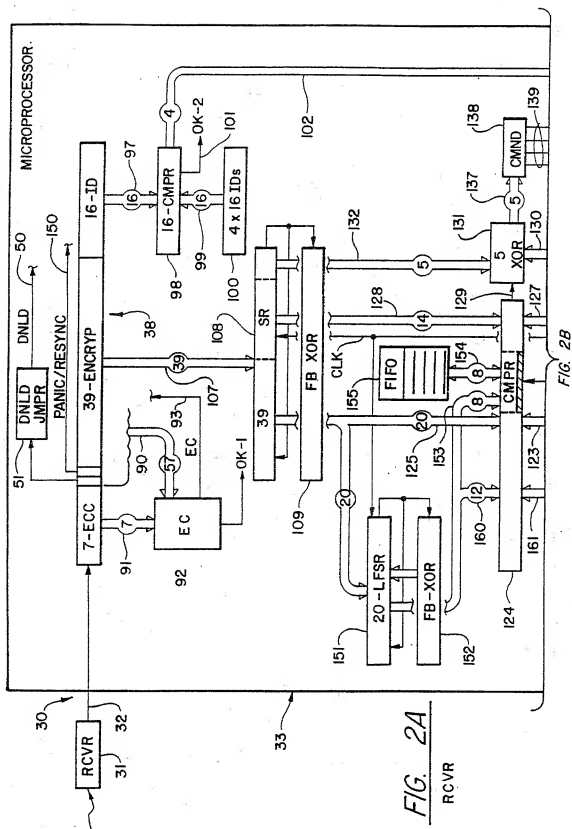 MICROPROCESSOR.
50
DNLD
150
DNLD
JMPR
51
PANIC/RESYNC
7-ECC
39-ENCRYP
16-ID
38
97
16
16-CMPR
98
4
OK-2
101
102
16
99
4 x 16 IDs
100
90
57
93
EC
91
7
EC
92
OK-1
39
107
108
39
SR
FB XOR
109
132
5
128
14
CLK
FIFO
155
154
8
153
8
125
20
20
20-LFSR
151
FB-XOR
152
12
160
161
124
CMPR
123
127
129
5
XOR
131
130
137
5
CMND
138
139
30
32
RCVR
31
33
FIG. 2A
RCVR
FIG. 2B